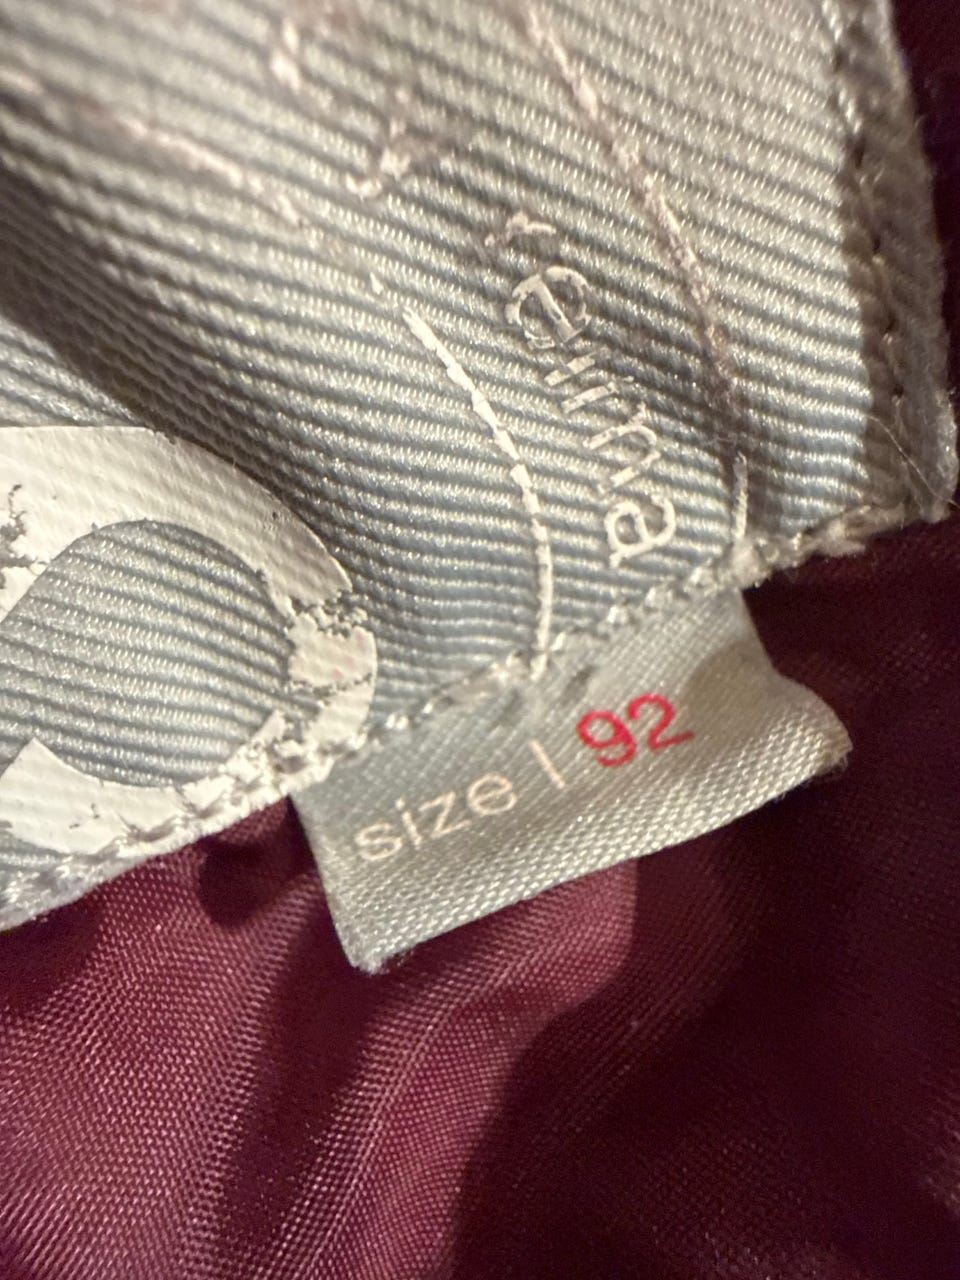 reima
size | 92